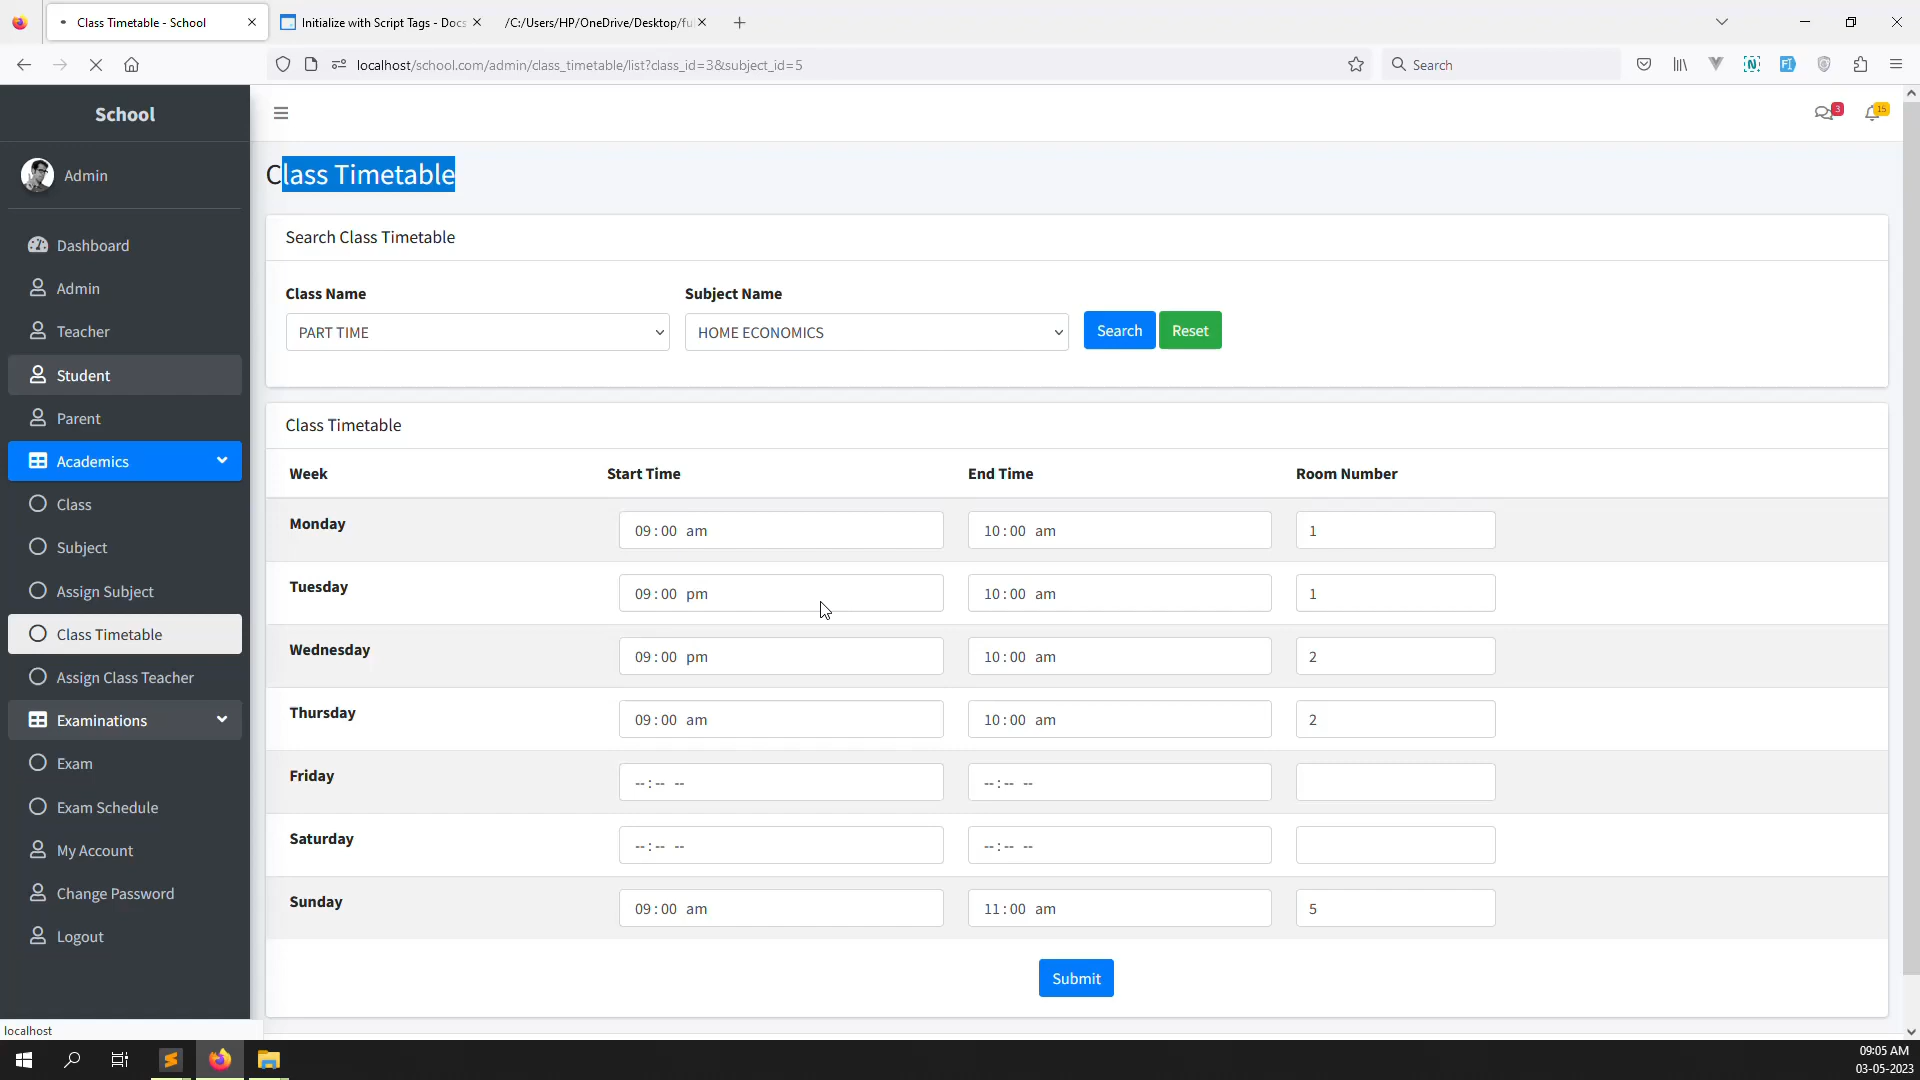 Class Timetable - School
Initialize with Script Tags - Docs
/C:/Users/HP/OneDrive/Desktop/fu
localhost/school.com/admin/class_timetable/list?class_id=3&subject_id=5
Search
School
3
15
Admin
Dashboard
Admin
Teacher
Student
Parent
Academics
Class
Subject
Assign Subject
Class Timetable
Assign Class Teacher
Examinations
Exam
Exam Schedule
My Account
Change Password
Logout
Class Timetable
Search Class Timetable
Class Name
Subject Name
PART TIME
HOME ECONOMICS
Search
Reset
Class Timetable
Week Start Time End Time Room Number
Monday 09:00 am 10:00 am 1
Tuesday 09:00 pm 10:00 am 1
Wednesday 09:00 pm 10:00 am 2
Thursday 09:00 am 10:00 am 2
Friday --:-- -- --:-- --
Saturday --:-- -- --:-- --
Sunday 09:00 am 11:00 am 5
Submit
localhost
09:05 AM
03-05-2023